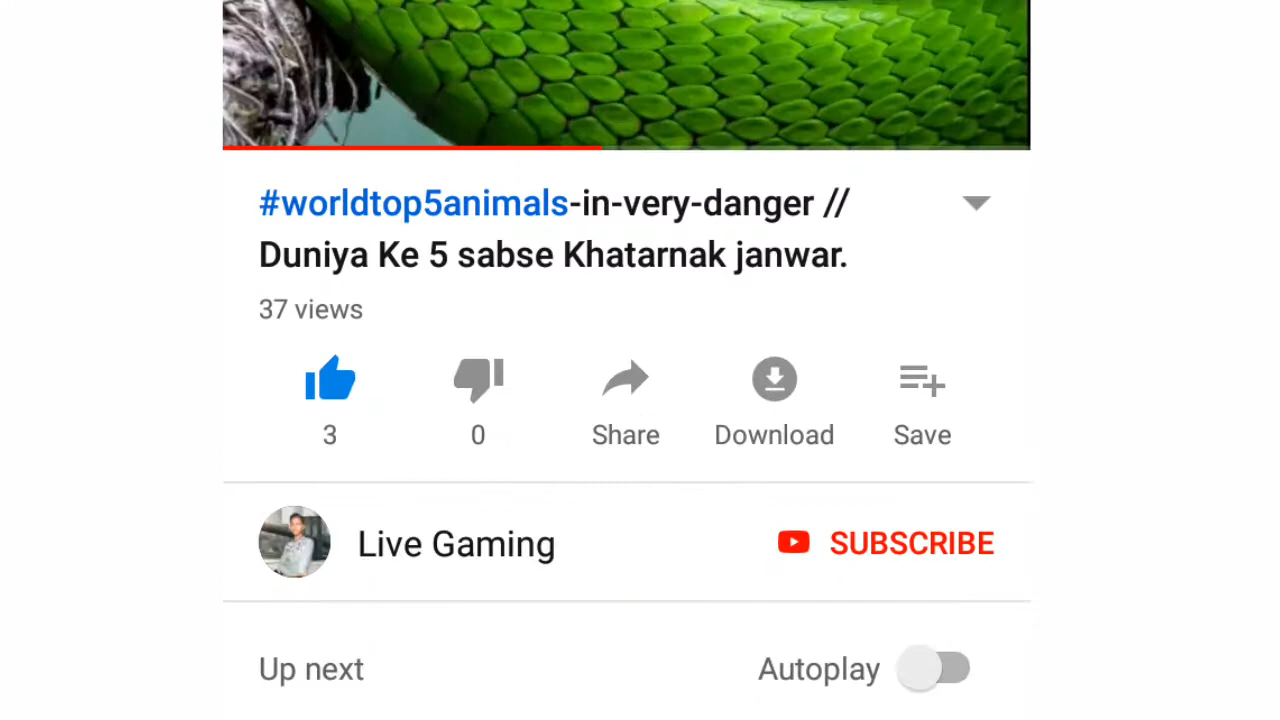 #worldtop5animals-in-very-danger //
Duniya Ke 5 sabse Khatarnak janwar.
37 views
3 0 Share Download Save
Live Gaming SUBSCRIBE
Up next Autoplay